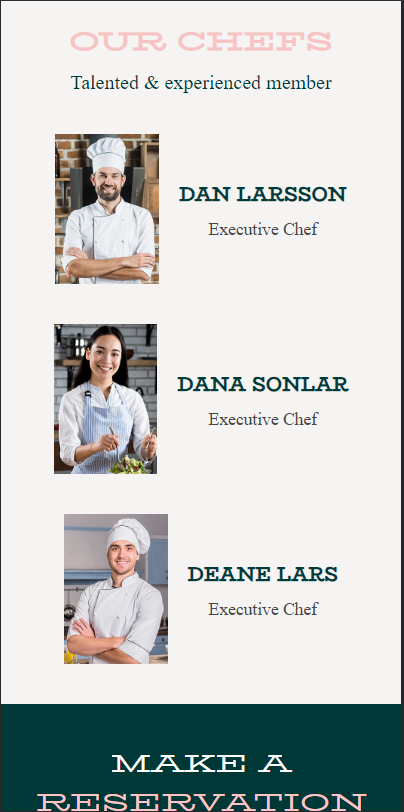 OUR CHEFS
Talented & experienced member
DAN LARSSON
Executive Chef
DANA SONLAR
Executive Chef
DEANE LARS
Executive Chef
MAKE A
RESERVATION